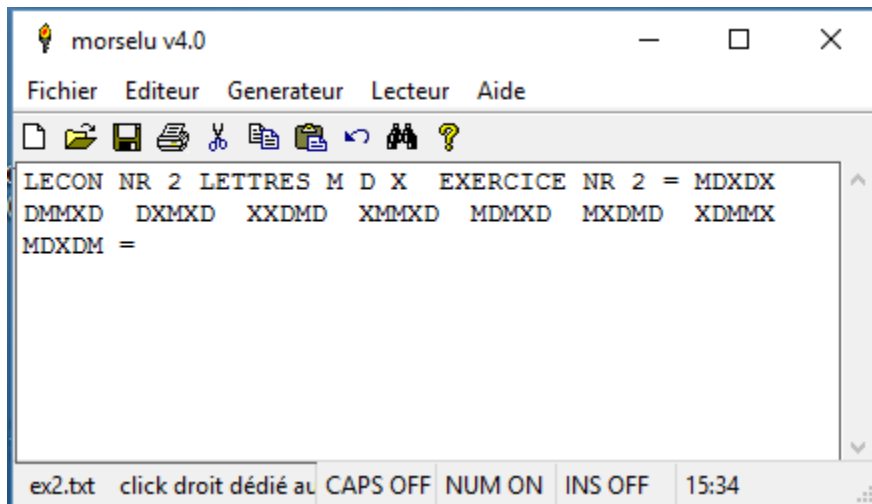 morselu v4.0
Fichier Editeur Generateur Lecteur Aide
LECON NR 2 LETTRES M D X EXERCICE NR 2 = MDXDX
DMMXD DXMXD XXDMD XMMXD MDMXD MXDMD XDMMX
MDXDM =
ex2.txt click droit dédié au CAPS OFF NUM ON INS OFF 15:34